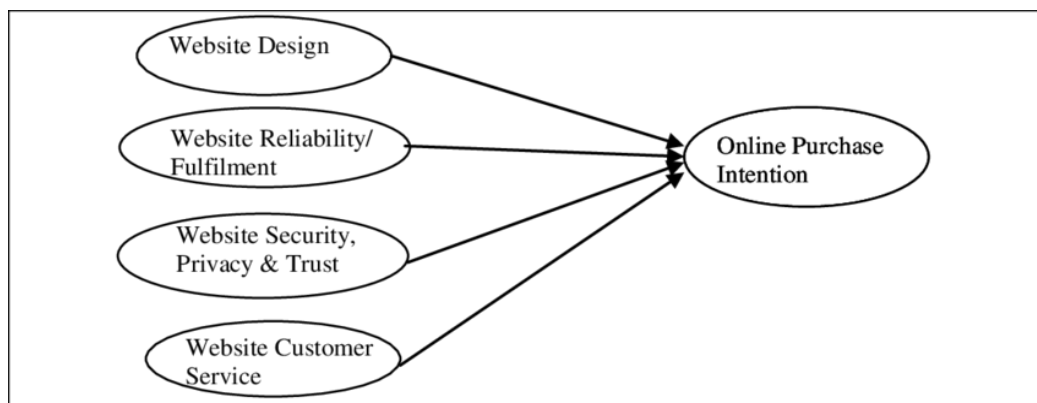 Website Design
Website Reliability/
Fulfilment
Website Security,
Privacy & Trust
Website Customer
Service
Online Purchase
Intention